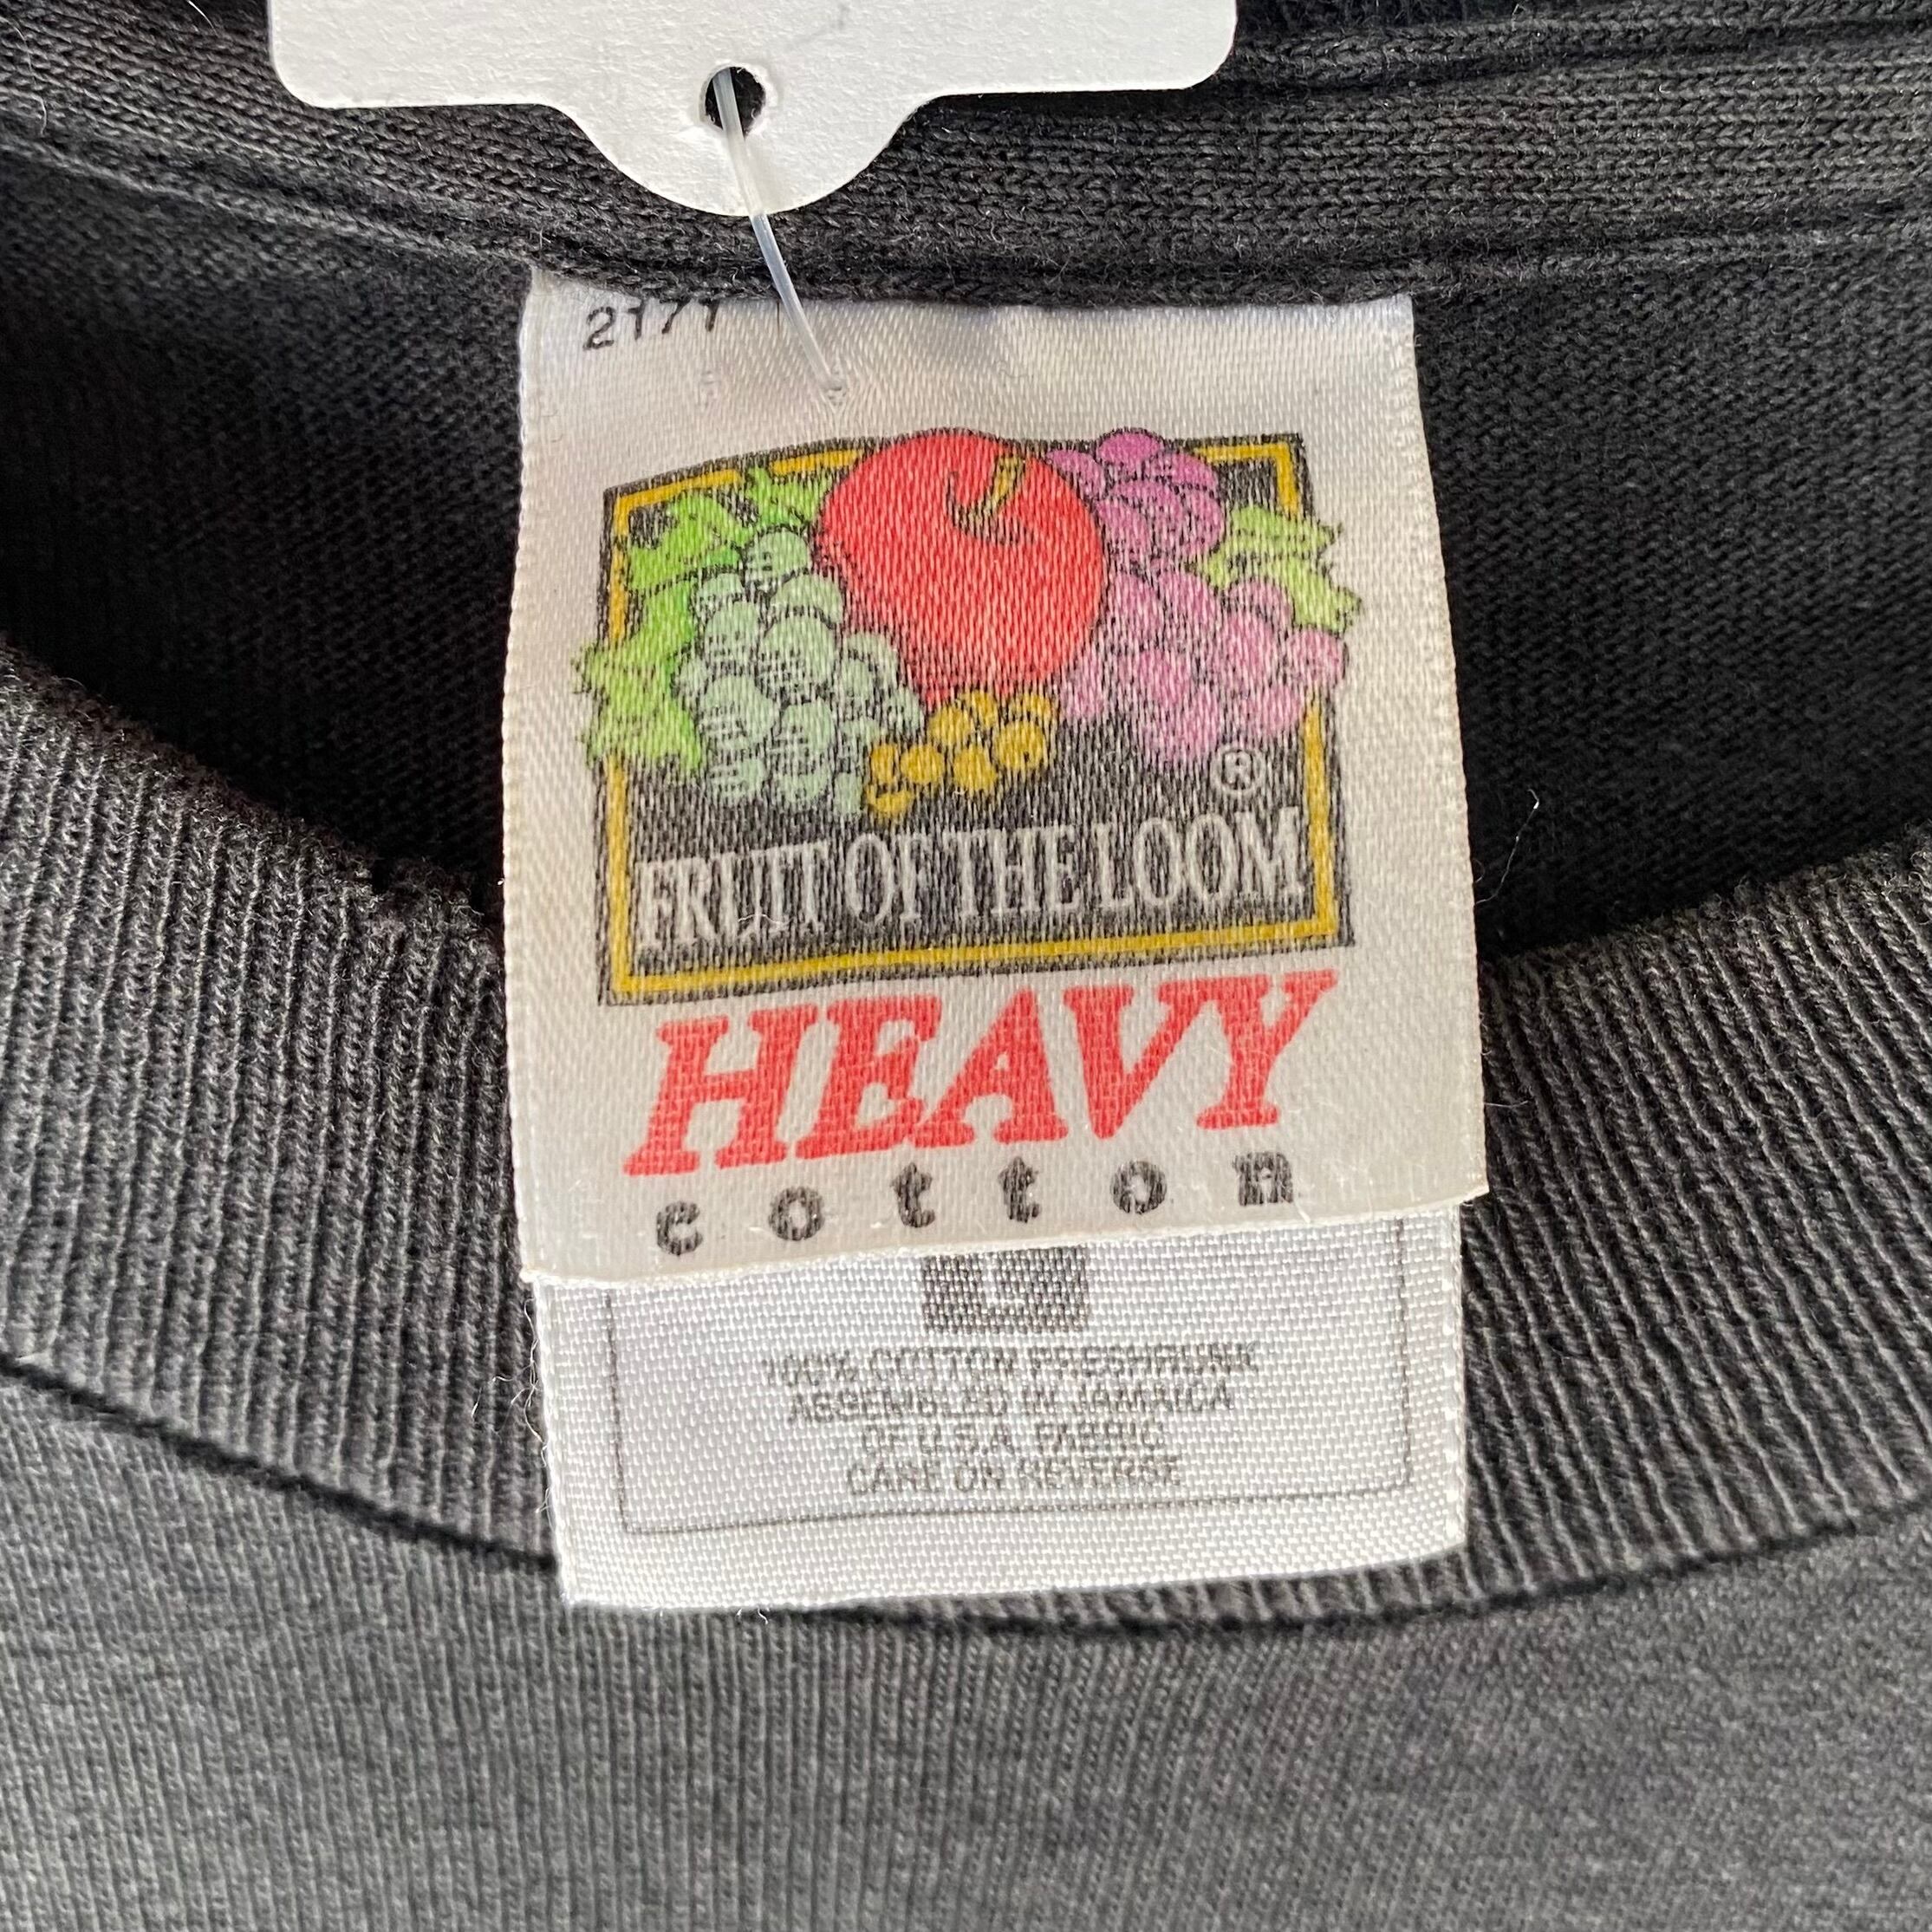 2171
®
FRUIT OF THE LOOM
HEAVY
cotton
L
100% COTTON PRESHRUNK
ASSEMBLED IN JAMAICA
OF U.S.A. FABRIC
CARE ON REVERSE